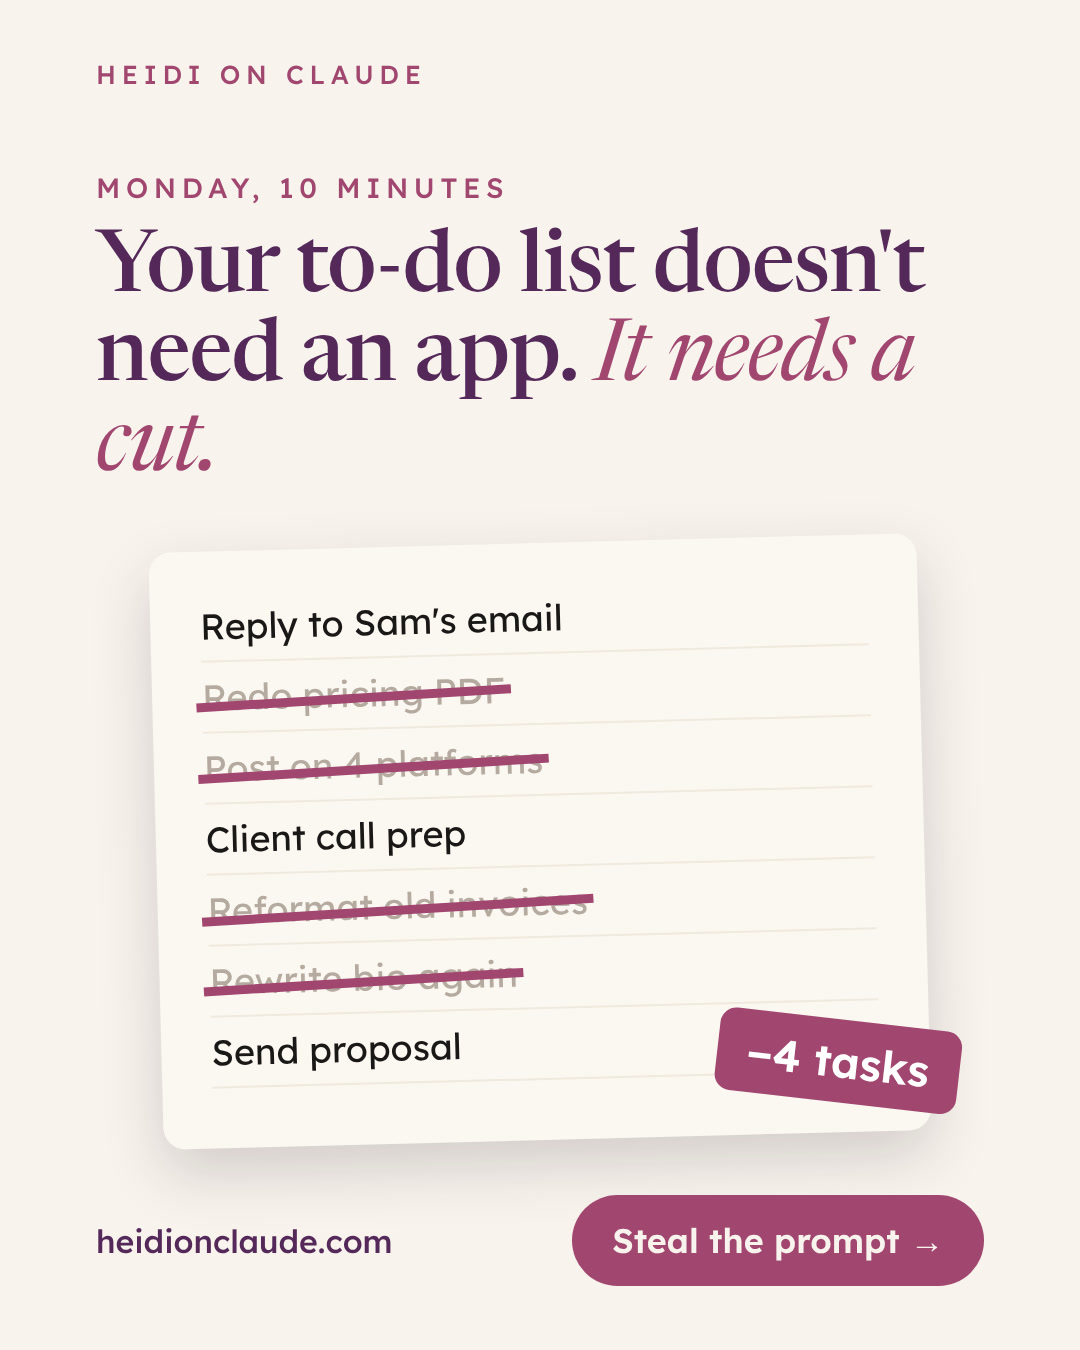 HEIDI ON CLAUDE
MONDAY, 10 MINUTES
Your to-do list doesn't
need an app. It needs a
cut.
Reply to Sam's email
Redo pricing PDF
Post on 4 platforms
Client call prep
Reformat old invoices
Rewrite bio again
Send proposal
−4 tasks
heidionclaude.com
Steal the prompt →